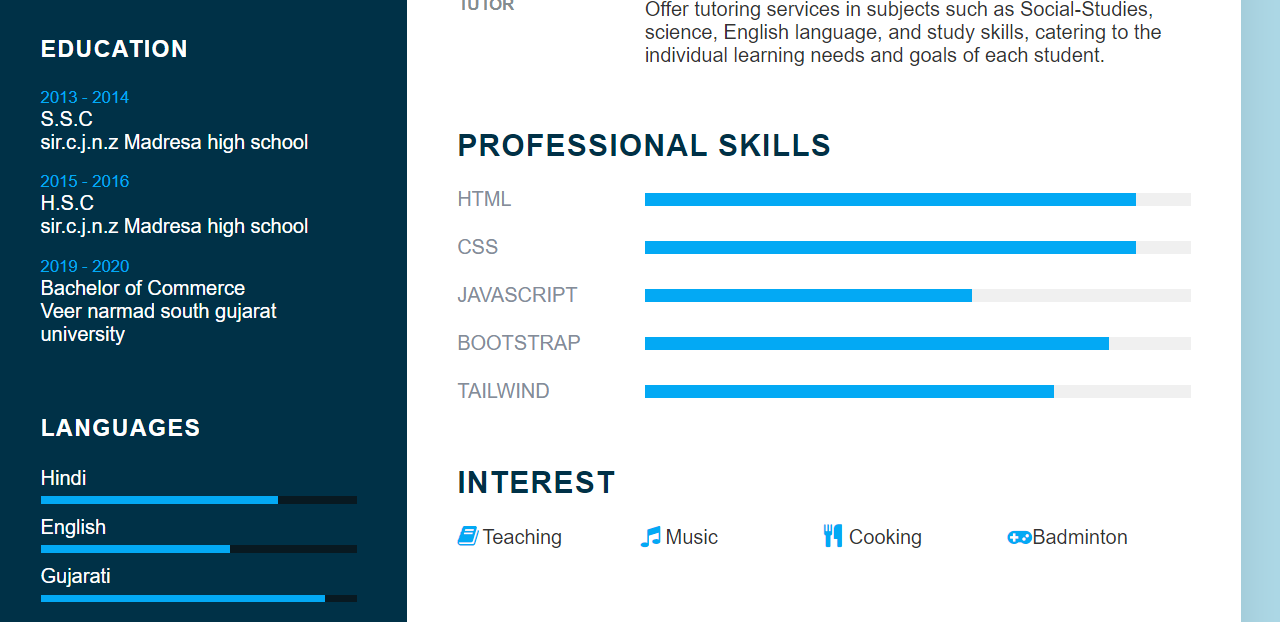 EDUCATION
2013 - 2014
S.S.C
sir.c.j.n.z Madresa high school
2015 - 2016
H.S.C
sir.c.j.n.z Madresa high school
2019 - 2020
Bachelor of Commerce
Veer narmad south gujarat
university
LANGUAGES
Hindi
English
Gujarati
TUTOR
Offer tutoring services in subjects such as Social-Studies,
science, English language, and study skills, catering to the
individual learning needs and goals of each student.
PROFESSIONAL SKILLS
HTML
CSS
JAVASCRIPT
BOOTSTRAP
TAILWIND
INTEREST
Teaching Music Cooking Badminton